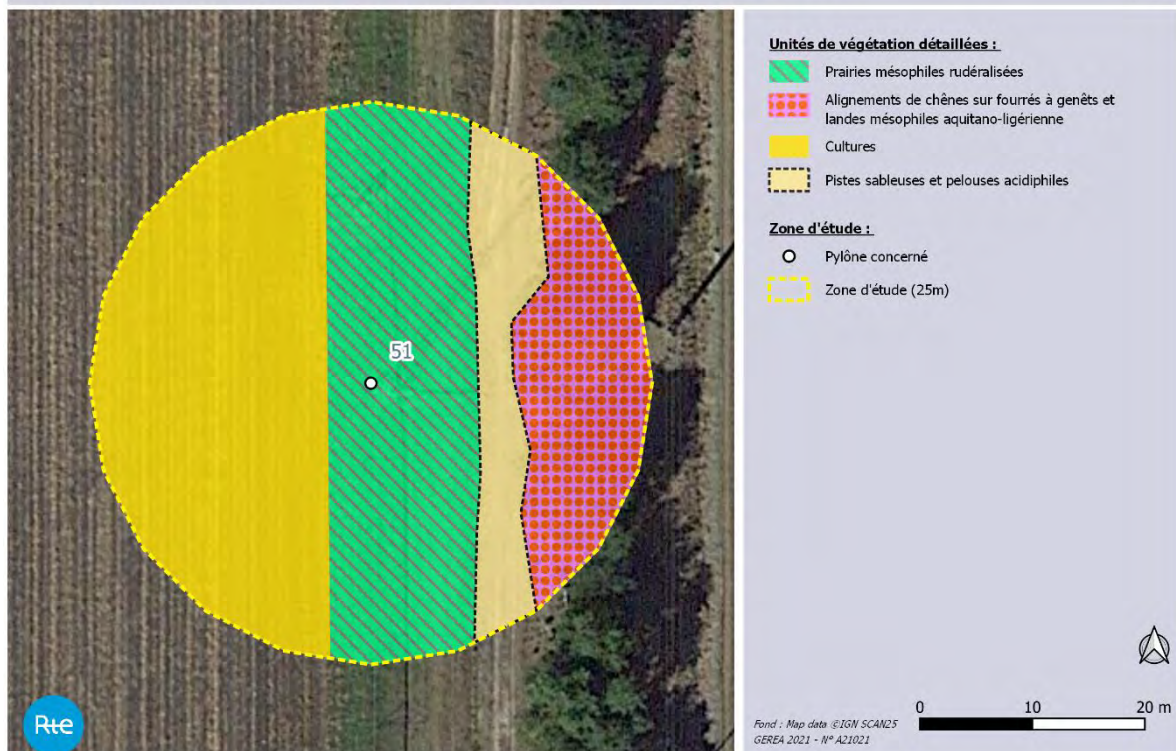 Unités de végétation détaillées :
Prairies mésophiles rudéralisées
Alignements de chênes sur fourrés à genêts et
landes mésophiles aquitano-ligérienne
Cultures
Pistes sableuses et pelouses acidiphiles
Zone d'étude :
Pylône concerné
Zone d'étude (25m)
51
Rte
0 10 20 m
Fond : Map data ©IGN SCAN25
GEREA 2021 - N° A21021